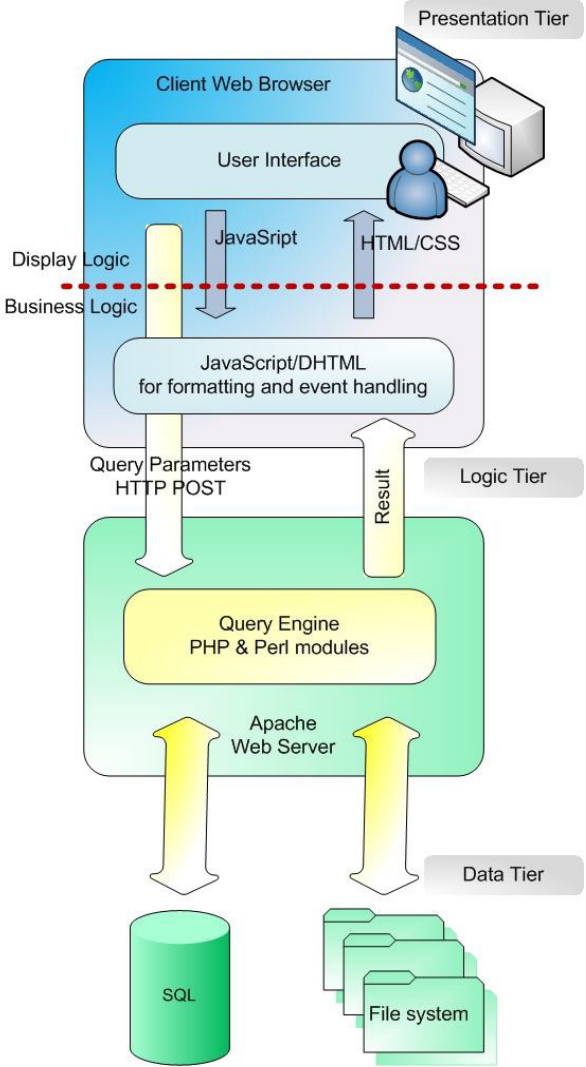 Presentation Tier
Client Web Browser
User Interface
JavaSript
HTML/CSS
Display Logic
Business Logic
JavaScript/DHTML
for formatting and event handling
Query Parameters
HTTP POST
Result
Logic Tier
Query Engine
PHP & Perl modules
Apache
Web Server
Data Tier
SQL
File system